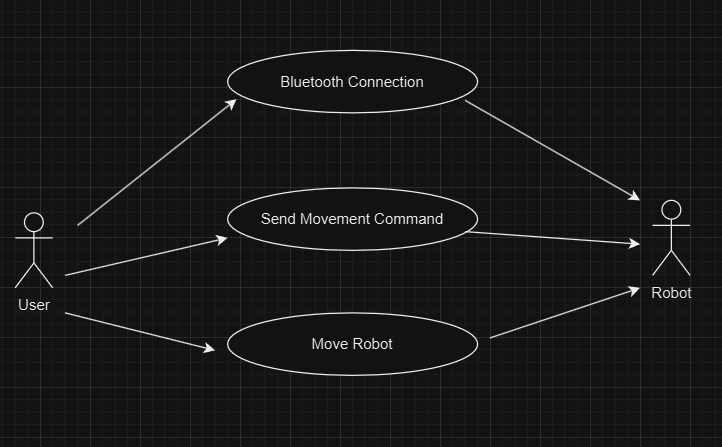 Bluetooth Connection
Send Movement Command
User
Robot
Move Robot